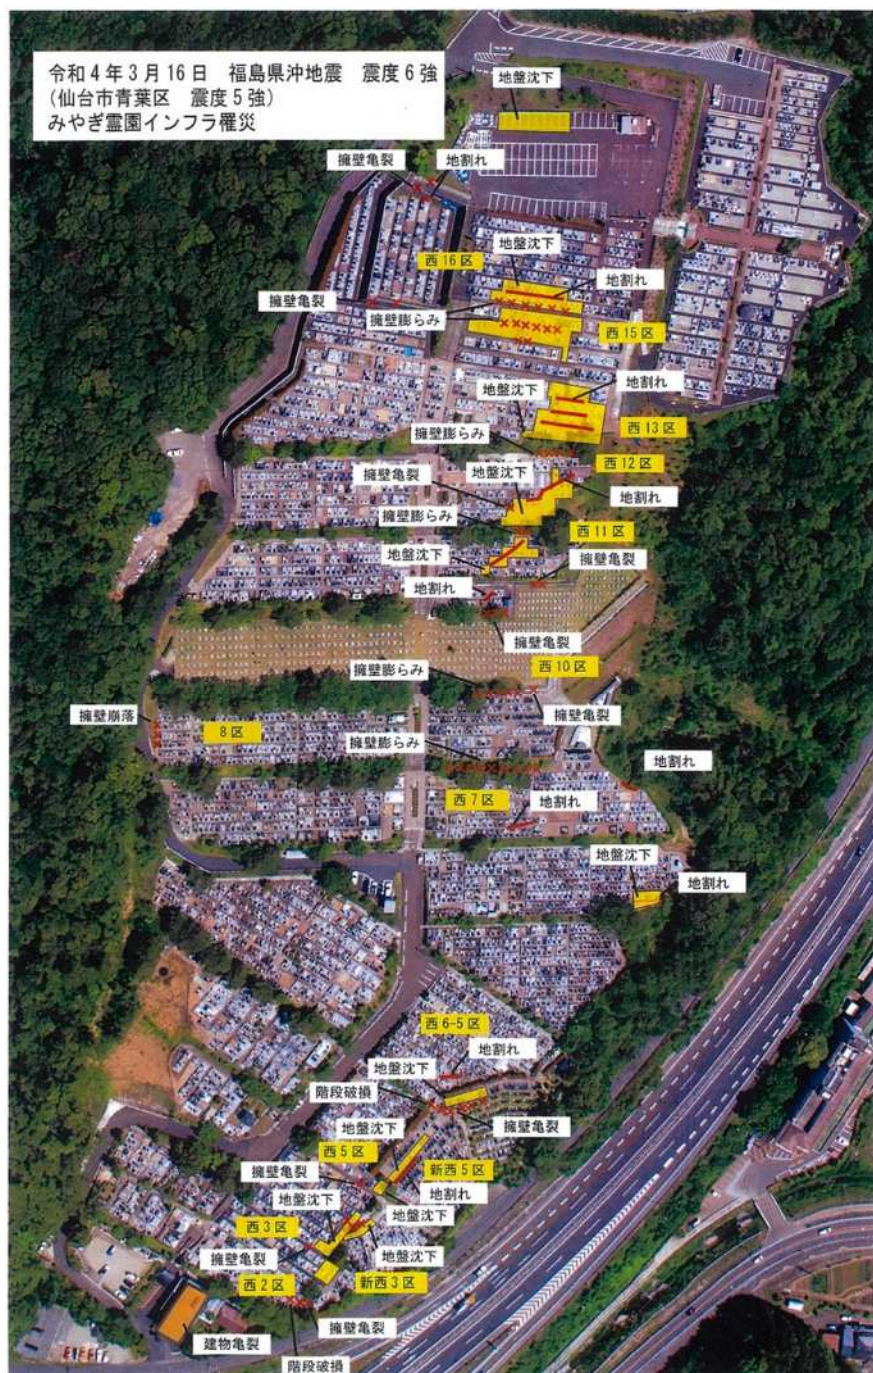 令和4年3月16日 福島県沖地震 震度6強
(仙台市青葉区 震度5強)
みやぎ霊園インフラ罹災
地盤沈下
擁壁亀裂
地割れ
地盤沈下
西16区
地割れ
擁壁亀裂
擁壁膨らみ
西15区
地盤沈下
地割れ
西13区
擁壁膨らみ
西12区
擁壁亀裂
地盤沈下
地割れ
擁壁膨らみ
西11区
地盤沈下
擁壁亀裂
地割れ
擁壁亀裂
擁壁膨らみ
西10区
擁壁崩落
擁壁亀裂
8区
擁壁膨らみ
地割れ
西7区
地割れ
地盤沈下
地割れ
西6-5区
地割れ
地盤沈下
階段破損
地盤沈下
擁壁亀裂
西5区
新西5区
擁壁亀裂
地割れ
地盤沈下
地盤沈下
西3区
擁壁亀裂
地盤沈下
西2区
新西3区
擁壁亀裂
建物亀裂
階段破損